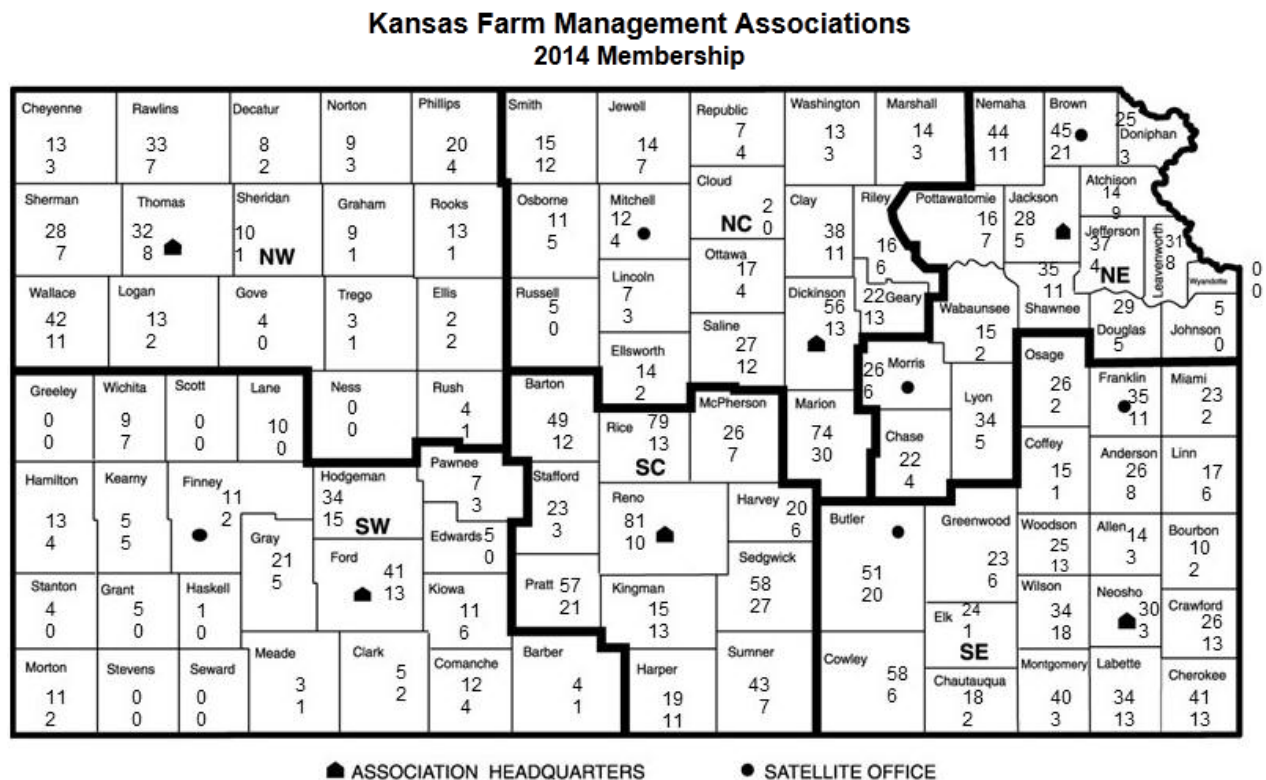 Kansas Farm Management Associations
2014 Membership
Cheyenne
13
3
Rawlins
33
7
Decatur
8
2
Norton
9
3
Phillips
20
4
Smith
15
12
Jewell
14
7
Republic
7
4
Washington
13
3
Marshall
14
3
Nemaha
44
11
Brown
45
21
25
Doniphan
3
Sherman
28
7
Thomas
32
8
Sheridan
10
1
NW
Graham
9
1
Rooks
13
1
Osborne
11
5
Mitchell
12
4
Cloud
2
0
NC
Clay
38
11
Riley
16
6
Pottawatomie
16
7
Jackson
28
5
Atchison
14
9
Jefferson
37
4
NE
Leavenworth
31
8
Wyandotte
0
0
Wallace
42
11
Logan
13
2
Gove
4
0
Trego
3
1
Ellis
2
2
Russell
5
0
Lincoln
7
3
Ottawa
17
4
Saline
27
12
Dickinson
56
13
22
Geary
13
Wabaunsee
15
2
35
11
Shawnee
29
Douglas
5
5
Johnson
0
Ellsworth
14
2
26
Morris
6
Osage
26
2
Franklin
35
11
Miami
23
2
Greeley
0
0
Wichita
9
7
Scott
0
0
Lane
10
0
Ness
0
0
Rush
4
1
Barton
49
12
Rice
79
13
SC
McPherson
26
7
Marion
74
30
Chase
22
4
Lyon
34
5
Coffey
15
1
Anderson
26
8
Linn
17
6
Hamilton
13
4
Kearny
5
5
Finney
11
2
Hodgeman
34
15
SW
Pawnee
7
3
Stafford
23
3
Reno
81
10
Harvey
20
6
Butler
51
20
Greenwood
23
6
Woodson
25
13
Allen
14
3
Bourbon
10
2
Gray
21
5
Ford
41
13
Edwards
5
0
Sedgwick
58
27
Stanton
4
0
Grant
5
0
Haskell
1
0
Kiowa
11
6
Pratt
57
21
Kingman
15
13
Elk
24
1
SE
Wilson
34
18
Neosho
30
3
Crawford
26
13
Morton
11
2
Stevens
0
0
Seward
0
0
Meade
3
1
Clark
5
2
Comanche
12
4
Barber
4
1
Harper
19
11
Sumner
43
7
Cowley
58
6
Chautauqua
18
2
Montgomery
40
3
Labette
34
13
Cherokee
41
13
ASSOCIATION HEADQUARTERS
SATELLITE OFFICE